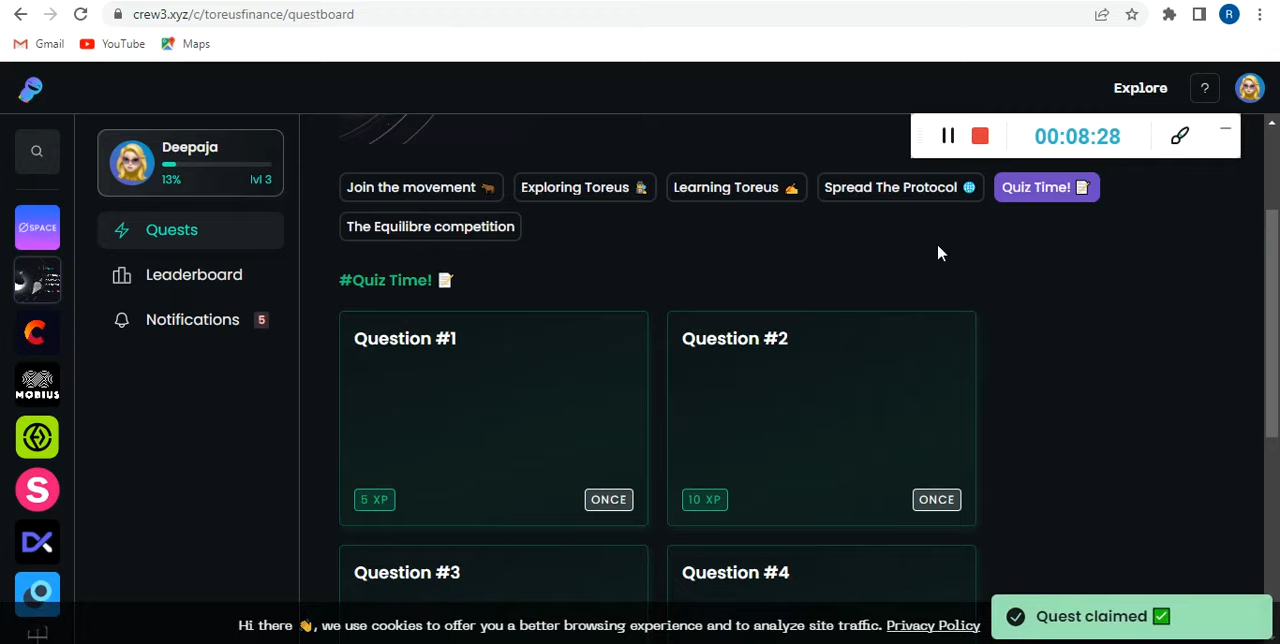 crew3.xyz/c/toreusfinance/questboard
R
Gmail YouTube Maps
Explore ?
Deepaja
13% lvl 3
00:08:28
Join the movement 🐂 Exploring Toreus 🕵️ Learning Toreus ✍️ Spread The Protocol 🌐 Quiz Time! 📝
The Equilibre competition
Quests
Leaderboard
Notifications 5
ØSPACE
MOBIUS
S
#Quiz Time! 📝
Question #1 Question #2
5 XP ONCE 10 XP ONCE
Question #3 Question #4
Hi there 👋, we use cookies to offer you a better browsing experience and to analyze site traffic. Privacy Policy
Quest claimed ✅